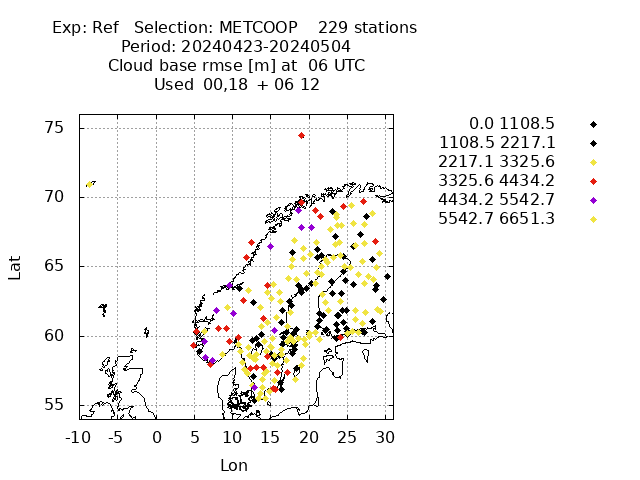 Exp: Ref   Selection: METCOOP    229 stations
Period: 20240423-20240504
Cloud base rmse [m] at  06 UTC
Used  00,18  + 06 12
0.0 1108.5
1108.5 2217.1
2217.1 3325.6
3325.6 4434.2
4434.2 5542.7
5542.7 6651.3
75
70
65
60
55
Lat
-10 -5 0 5 10 15 20 25 30
Lon